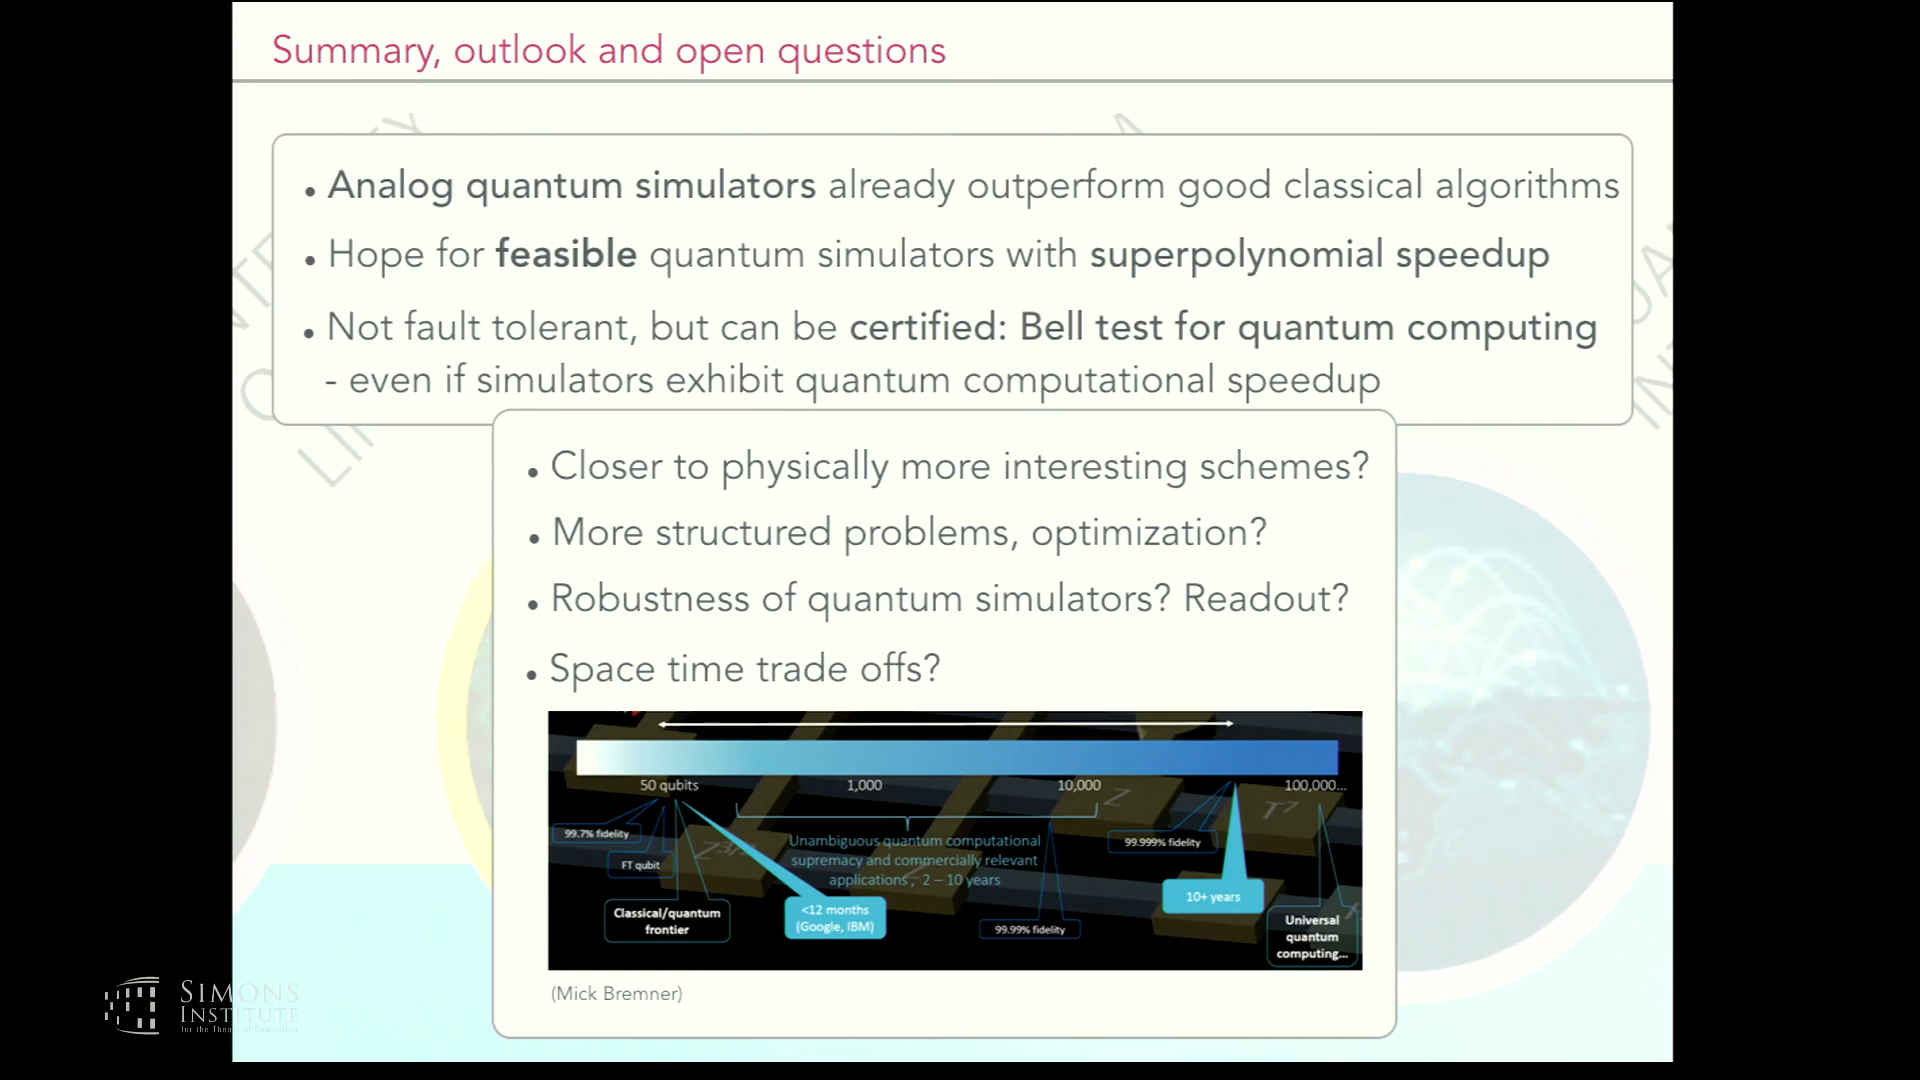 Summary, outlook and open questions
• Analog quantum simulators already outperform good classical algorithms
• Hope for feasible quantum simulators with superpolynomial speedup
• Not fault tolerant, but can be certified: Bell test for quantum computing
- even if simulators exhibit quantum computational speedup
• Closer to physically more interesting schemes?
• More structured problems, optimization?
• Robustness of quantum simulators? Readout?
• Space time trade offs?
50 qubits 1,000 10,000 100,000...
99.7% fidelity
FT qubit
Classical/quantum
frontier
<12 months
(Google, IBM)
Unambiguous quantum computational
supremacy and commercially relevant
applications, 2 – 10 years
99.99% fidelity
99.999% fidelity
10+ years
Universal
quantum
computing...
Z
(Mick Bremner)
SIMONS
INSTITUTE
for the Theory of Computing